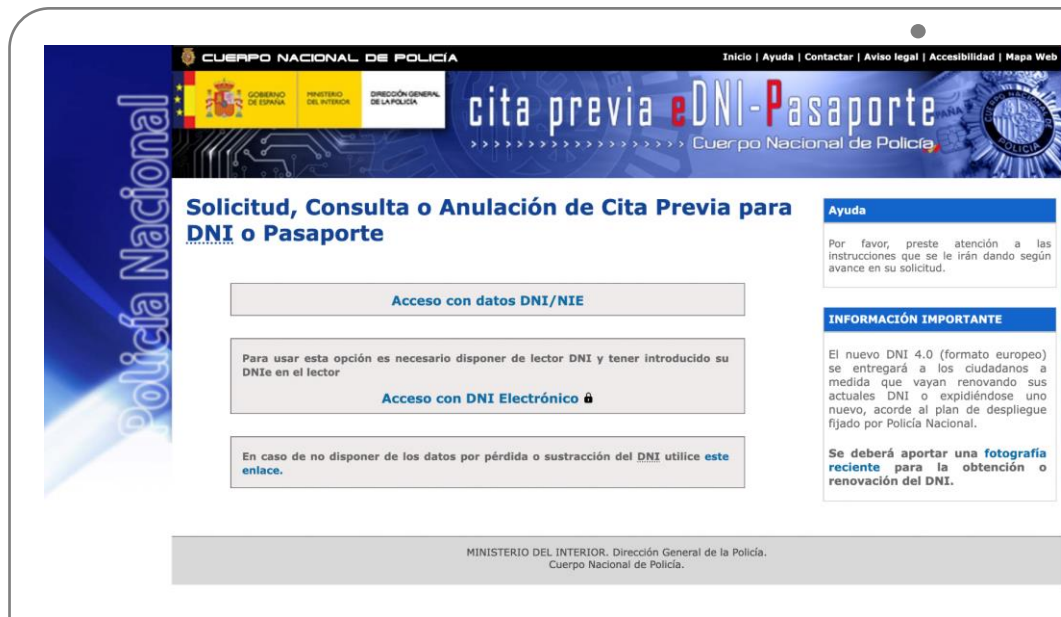 CUERPO NACIONAL DE POLICÍA
Inicio | Ayuda | Contactar | Aviso legal | Accesibilidad | Mapa Web
GOBIERNO
DE ESPAÑA
MINISTERIO
DEL INTERIOR
DIRECCIÓN GENERAL
DE LA POLICÍA
cita previa eDNI-Pasaporte
>>>>>>>>>>>>>>>>>>> Cuerpo Nacional de Policía
Policía Nacional
Solicitud, Consulta o Anulación de Cita Previa para
DNI o Pasaporte
Acceso con datos DNI/NIE
Para usar esta opción es necesario disponer de lector DNI y tener introducido su
DNIe en el lector
Acceso con DNI Electrónico
En caso de no disponer de los datos por pérdida o sustracción del DNI utilice este
enlace.
Ayuda
Por favor, preste atención a las
instrucciones que se le irán dando según
avance en su solicitud.
INFORMACIÓN IMPORTANTE
El nuevo DNI 4.0 (formato europeo)
se entregará a los ciudadanos a
medida que vayan renovando sus
actuales DNI o expidiéndose uno
nuevo, acorde al plan de despliegue
fijado por Policía Nacional.
Se deberá aportar una fotografía
reciente para la obtención o
renovación del DNI.
MINISTERIO DEL INTERIOR. Dirección General de la Policía.
Cuerpo Nacional de Policía.